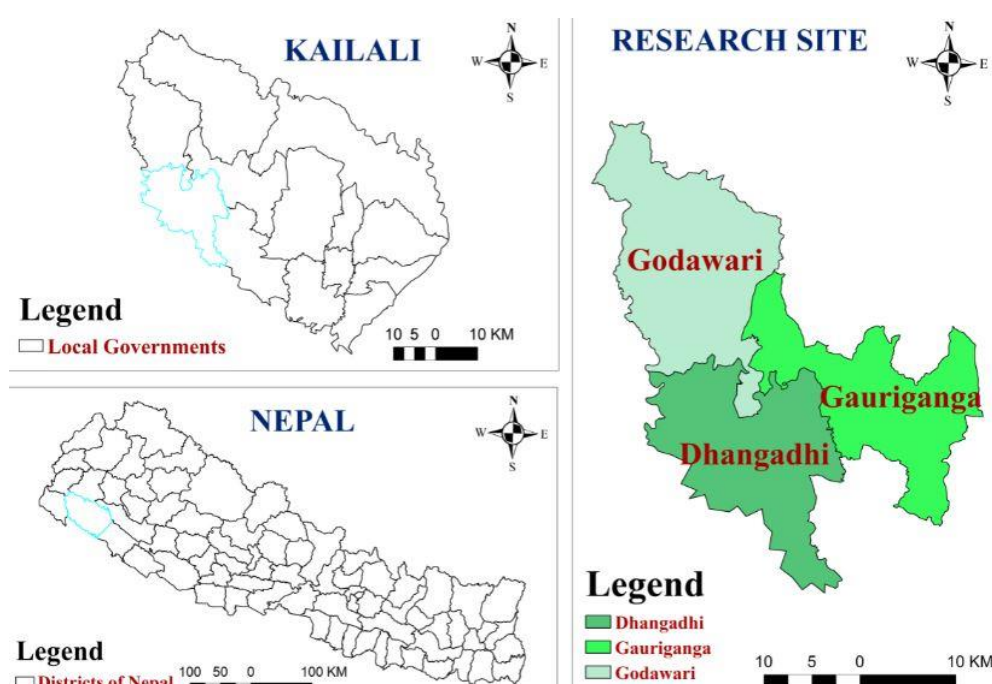 KAILALI
N
W E
S
Legend
Local Governments
10 5 0 10 KM
NEPAL
N
W E
S
Legend
Districts of Nepal
100 50 0 100 KM
RESEARCH SITE
N
W E
S
Godawari
Gauriganga
Dhangadhi
Legend
Dhangadhi
Gauriganga
Godawari
10 5 0 10 KM